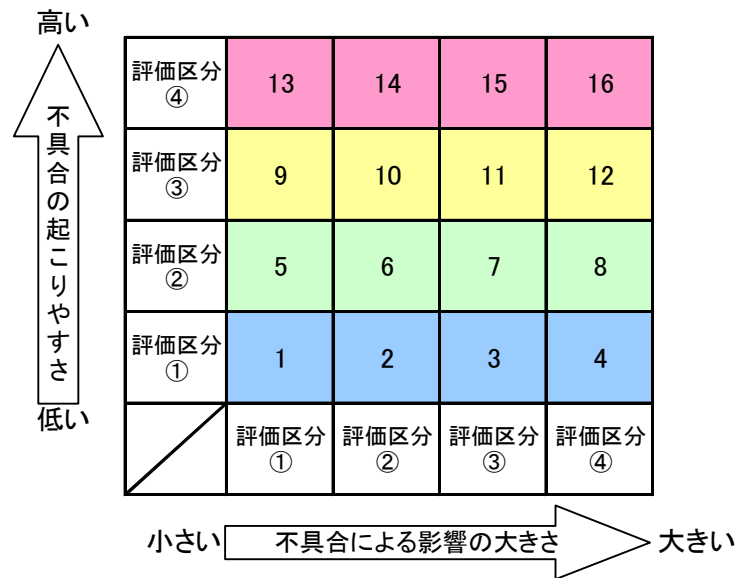 高い
不具合の起こりやすさ
低い
評価区分
④
13
14
15
16
評価区分
③
9
10
11
12
評価区分
②
5
6
7
8
評価区分
①
1
2
3
4
評価区分
①
評価区分
②
評価区分
③
評価区分
④
小さい
不具合による影響の大きさ
大きい